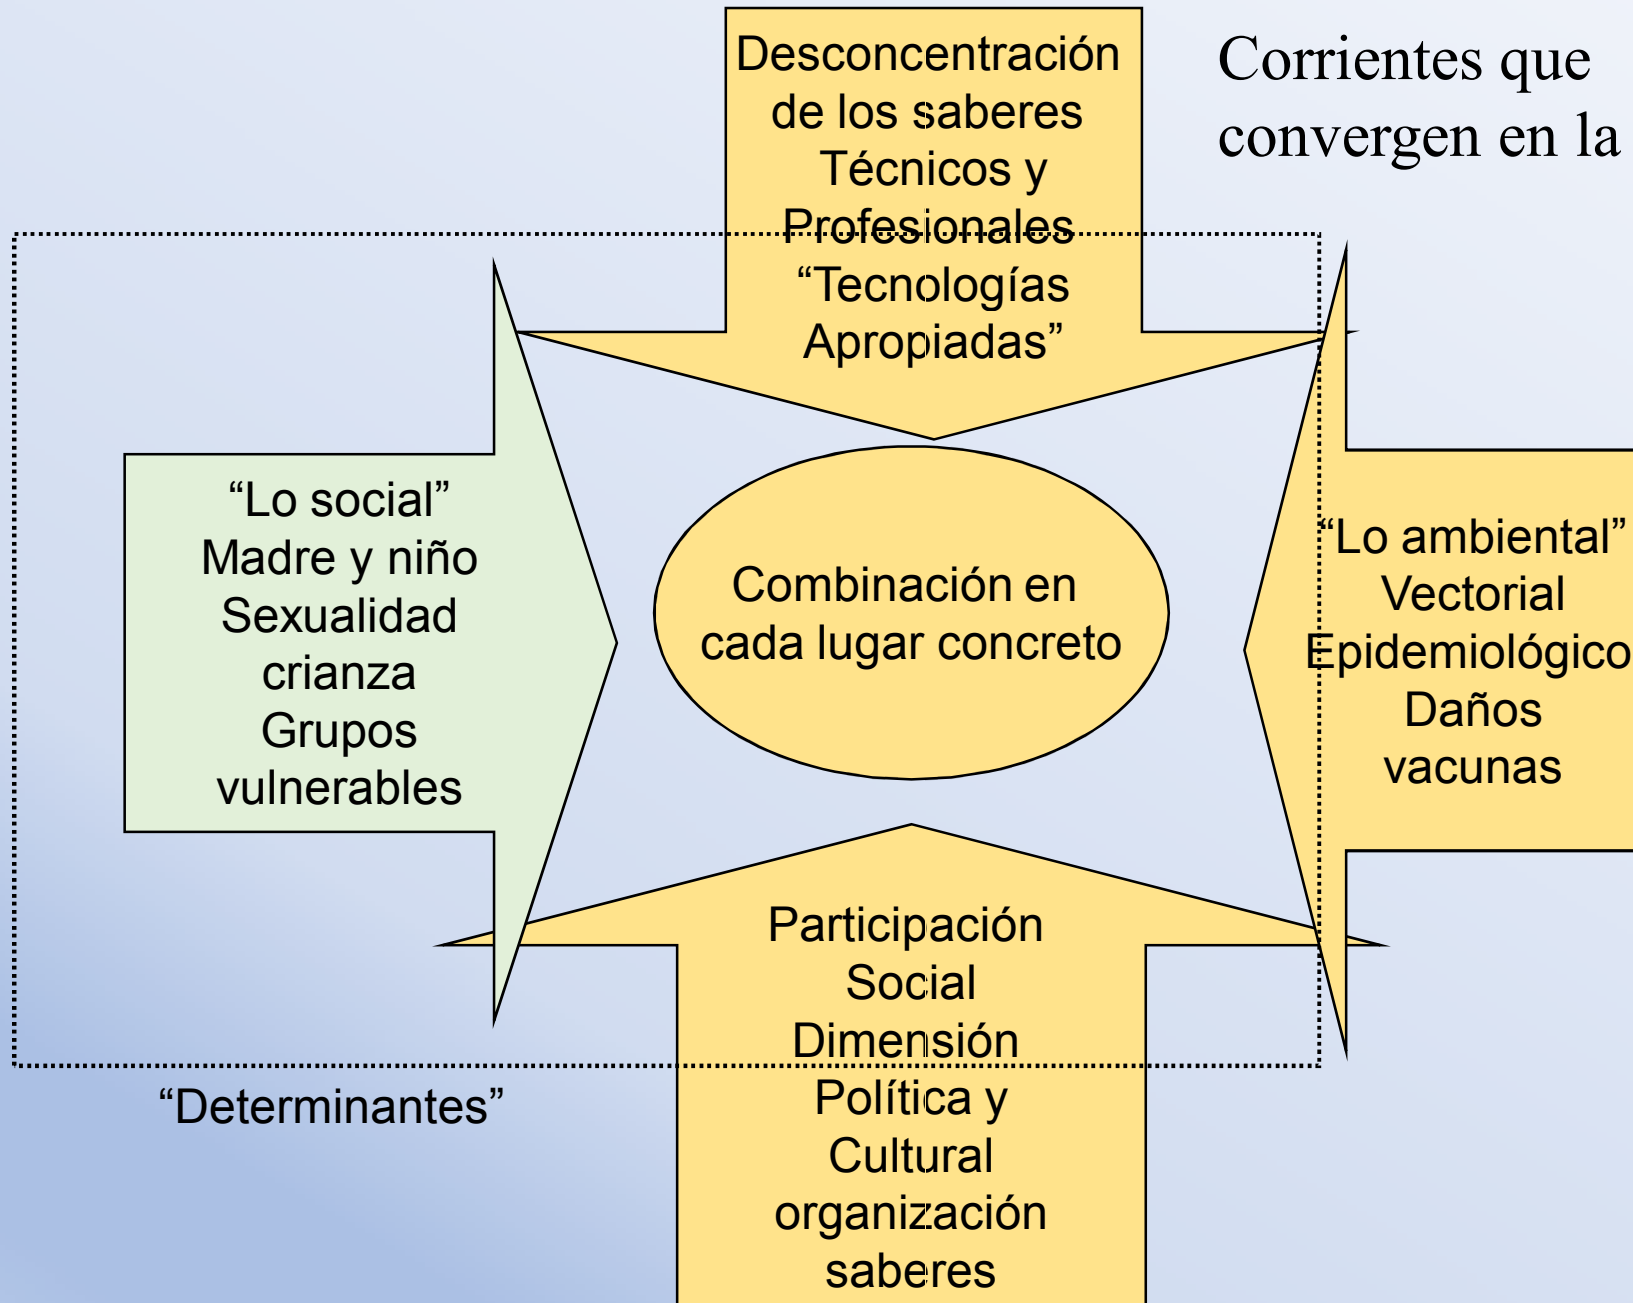 Corrientes que
convergen en la
Desconcentración
de los saberes
Técnicos y
Profesionales
“Tecnologías
Apropiadas”
“Lo social”
Madre y niño
Sexualidad
crianza
Grupos
vulnerables
Combinación en
cada lugar concreto
“Lo ambiental”
Vectorial
Epidemiológico
Daños
vacunas
Participación
Social
Dimensión
Política y
Cultural
organización
saberes
“Determinantes”